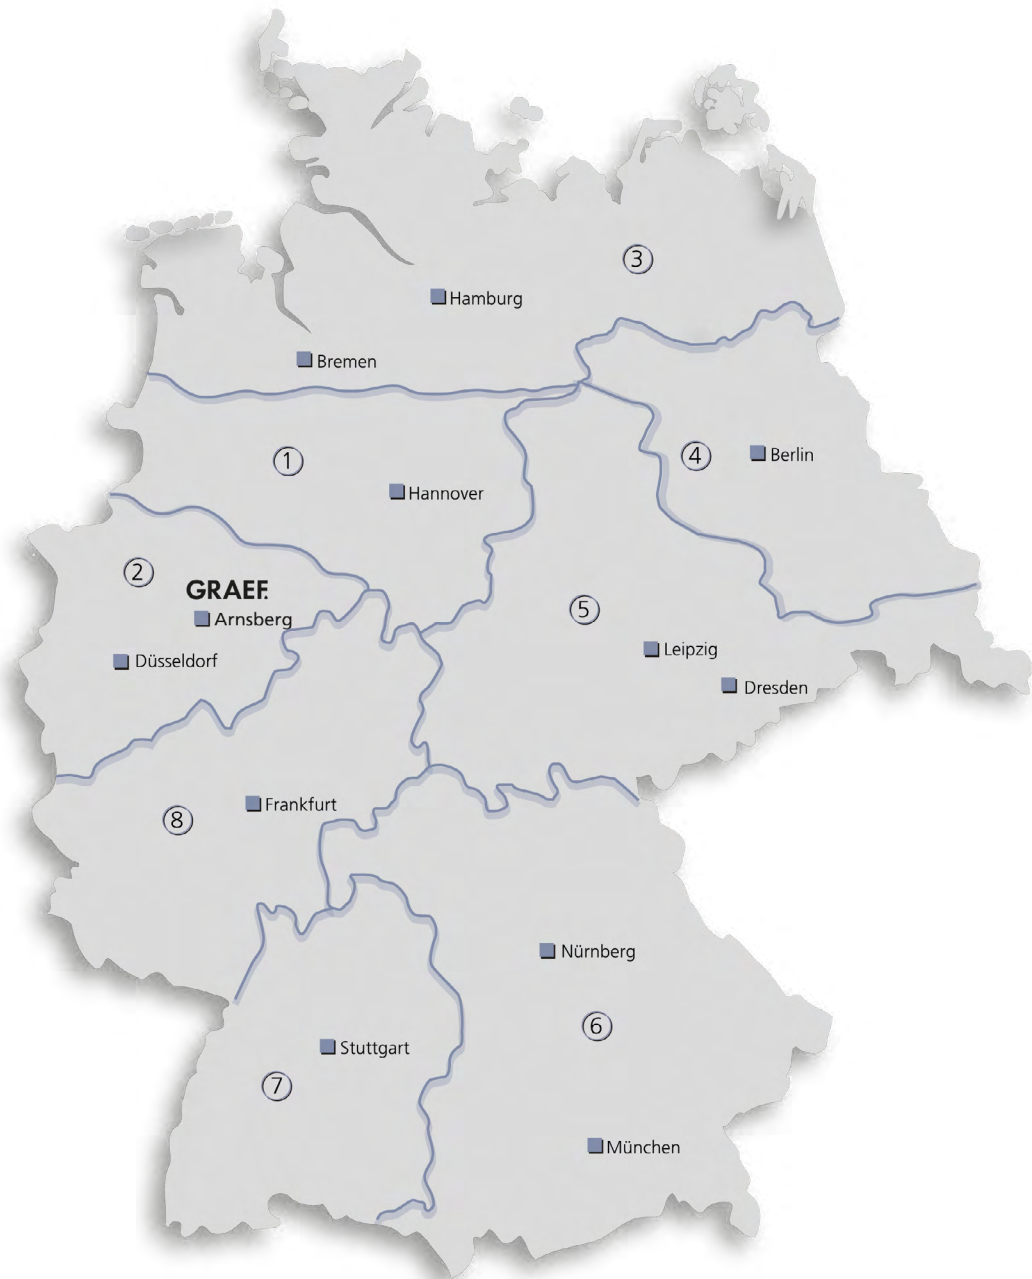 3
Hamburg
Bremen
1
4
Berlin
Hannover
2
GRAEF
Arnsberg
5
Düsseldorf
Leipzig
Dresden
8
Frankfurt
Nürnberg
6
Stuttgart
7
München